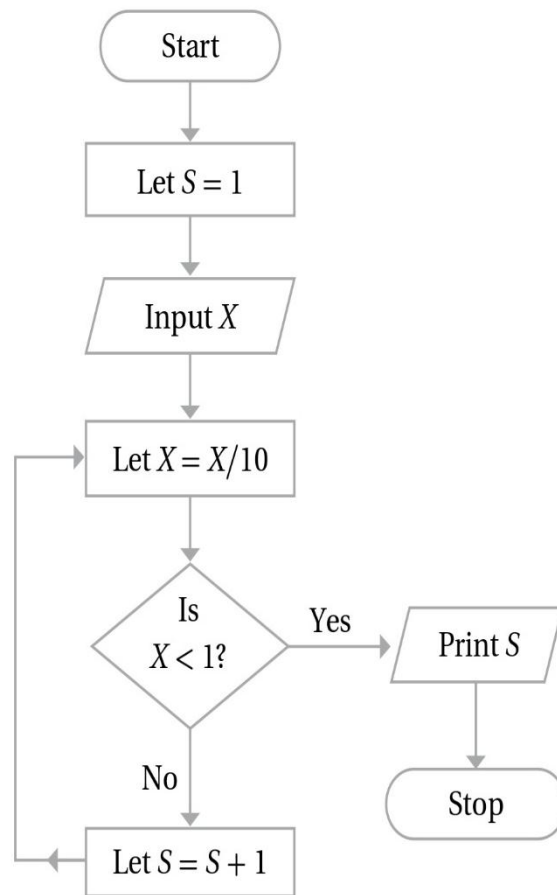 Start
Let S = 1
Input X
Let X = X/10
Is
X < 1?
Yes
Print S
Stop
No
Let S = S + 1